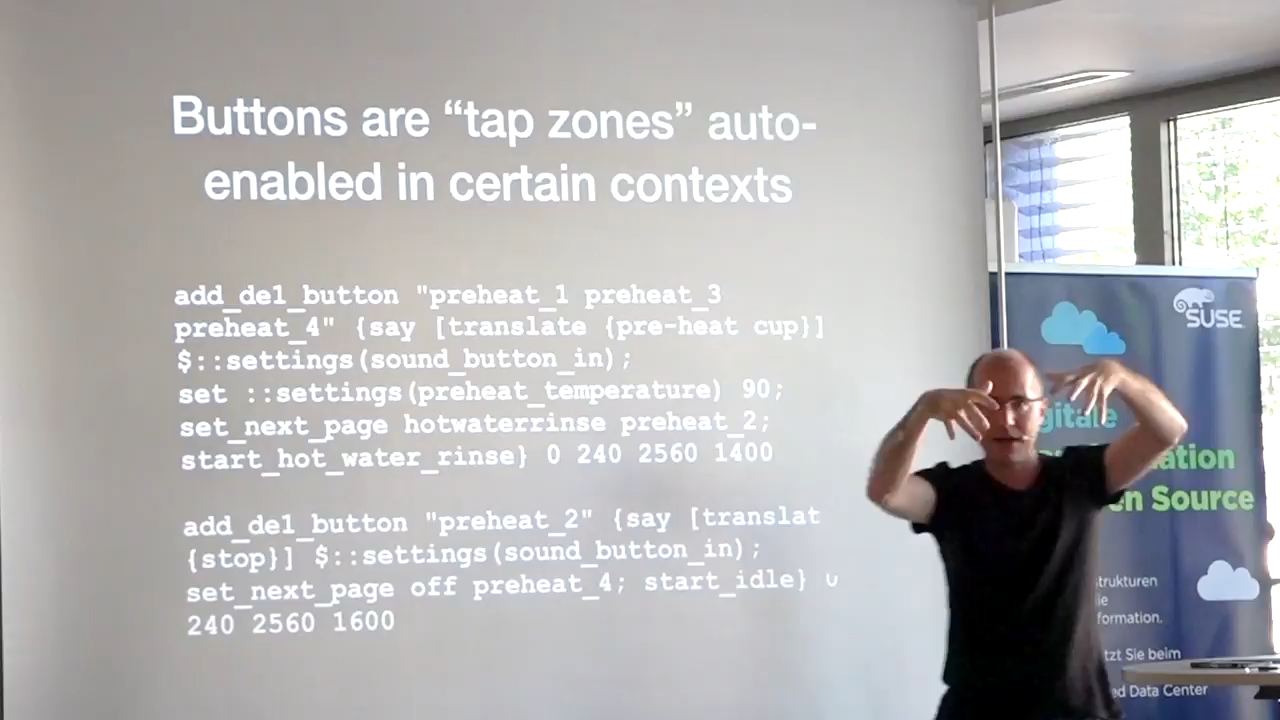 Buttons are “tap zones” auto-
enabled in certain contexts
add_de1_button "preheat_1 preheat_3
preheat_4" {say [translate {pre-heat cup}]
$::settings(sound_button_in);
set ::settings(preheat_temperature) 90;
set_next_page hotwaterrinse preheat_2;
start_hot_water_rinse} 0 240 2560 1400
add_de1_button "preheat_2" {say [translat
{stop}] $::settings(sound_button_in);
set_next_page off preheat_4; start_idle}
240 2560 1600
SUSE
gitale
ation
en Source
strukturen
ie
formation.
tzt Sie beim
ed Data Center